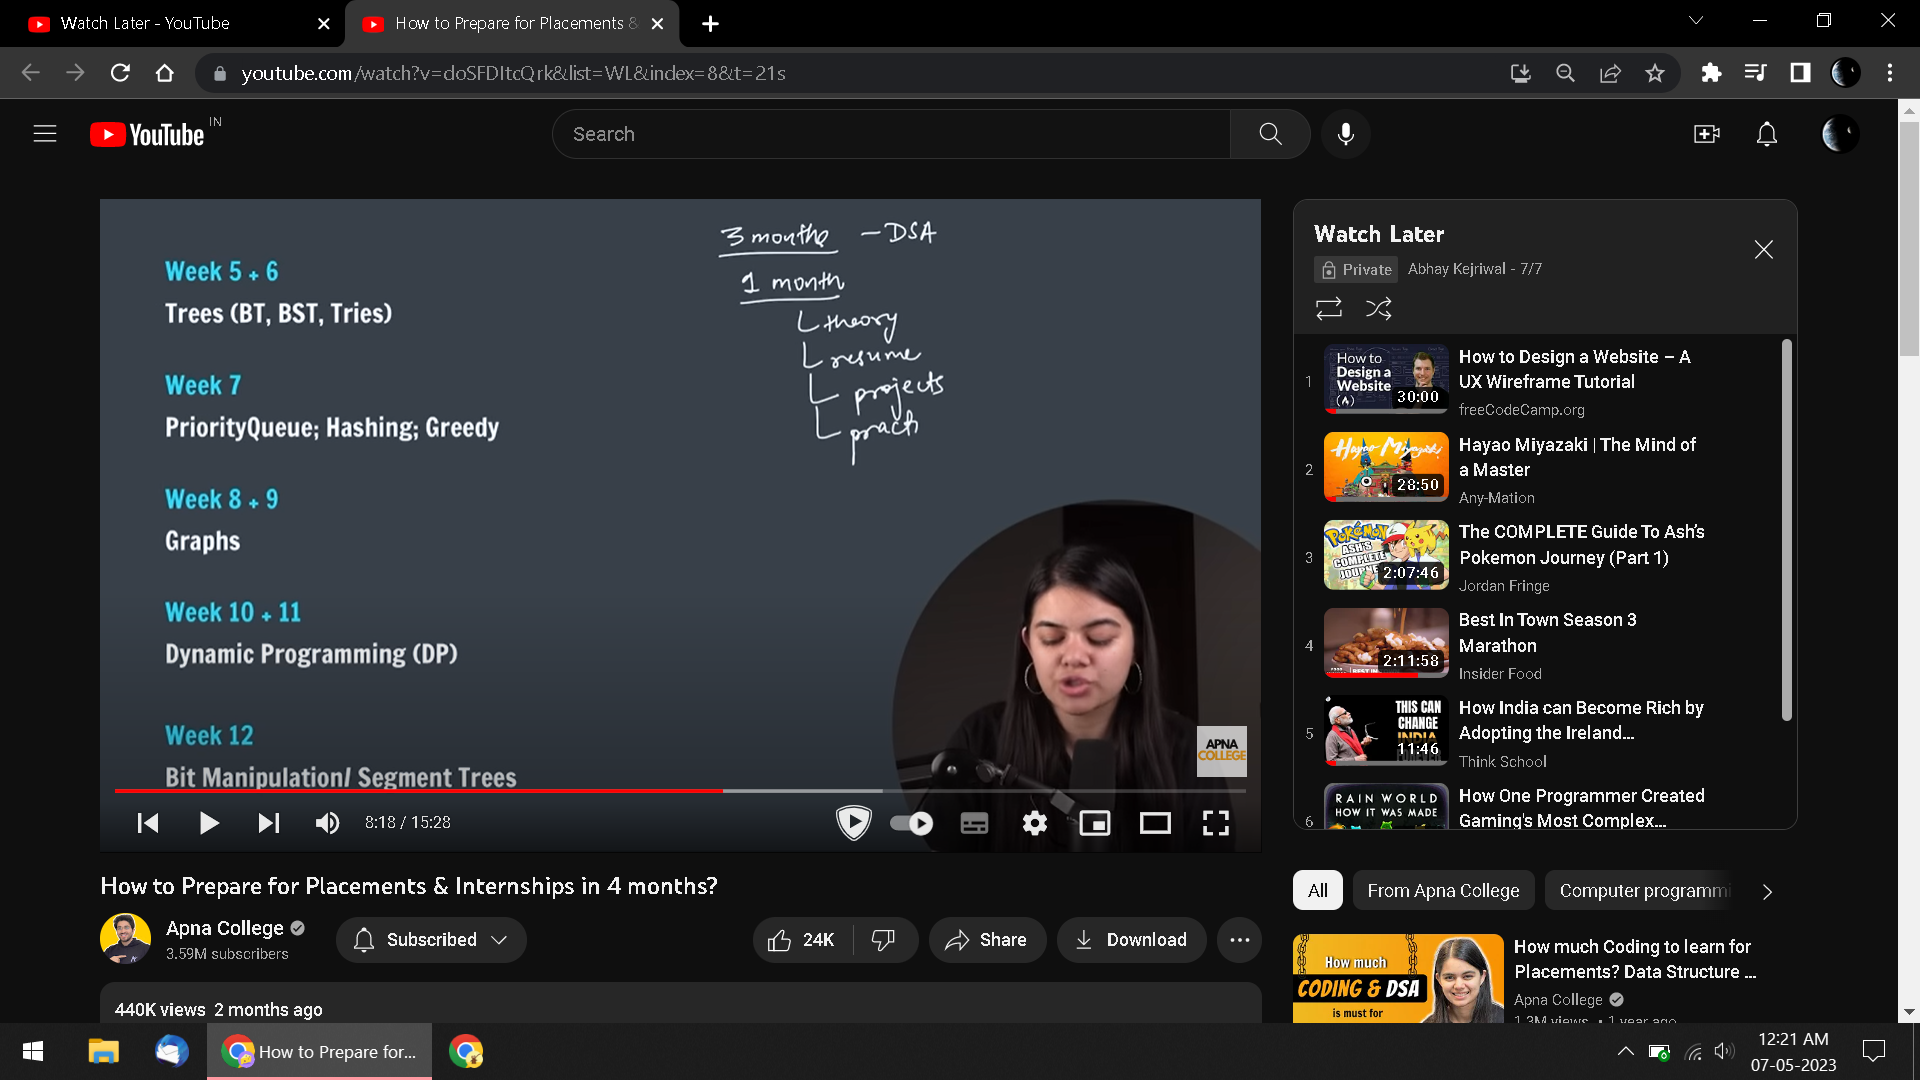 Watch Later - YouTube
How to Prepare for Placements &
youtube.com/watch?v=doSFDItcQrk&list=WL&index=8&t=21s
YouTube IN
Search
3 months - DSA
1 month
theory
resume
projects
practi
Week 5 + 6
Trees (BT, BST, Tries)
Week 7
PriorityQueue; Hashing; Greedy
Week 8 + 9
Graphs
Week 10 + 11
Dynamic Programming (DP)
Week 12
Bit Manipulation/ Segment Trees
APNA
COLLEGE
8:18 / 15:28
How to Prepare for Placements & Internships in 4 months?
Apna College
3.59M subscribers
Subscribed
24K
Share
Download
440K views 2 months ago
Watch Later
Private Abhay Kejriwal - 7/7
1
How to
Design a
Website
30:00
How to Design a Website – A
UX Wireframe Tutorial
freeCodeCamp.org
2
Hayao Miyazaki
28:50
Hayao Miyazaki | The Mind of
a Master
Any-Mation
3
POKéMON
ASH'S
COMPLETE
JOURNEY
2:07:46
The COMPLETE Guide To Ash's
Pokemon Journey (Part 1)
Jordan Fringe
4
2:11:58
Best In Town Season 3
Marathon
Insider Food
5
THIS CAN
CHANGE
INDIA
11:46
How India can Become Rich by
Adopting the Ireland...
Think School
6
RAIN WORLD
HOW IT WAS MADE
How One Programmer Created
Gaming's Most Complex...
All
From Apna College
Computer programmi
How much
CODING & DSA
is must for
How much Coding to learn for
Placements? Data Structure ...
Apna College
1.3M views • 1 year ago
How to Prepare for...
12:21 AM
07-05-2023